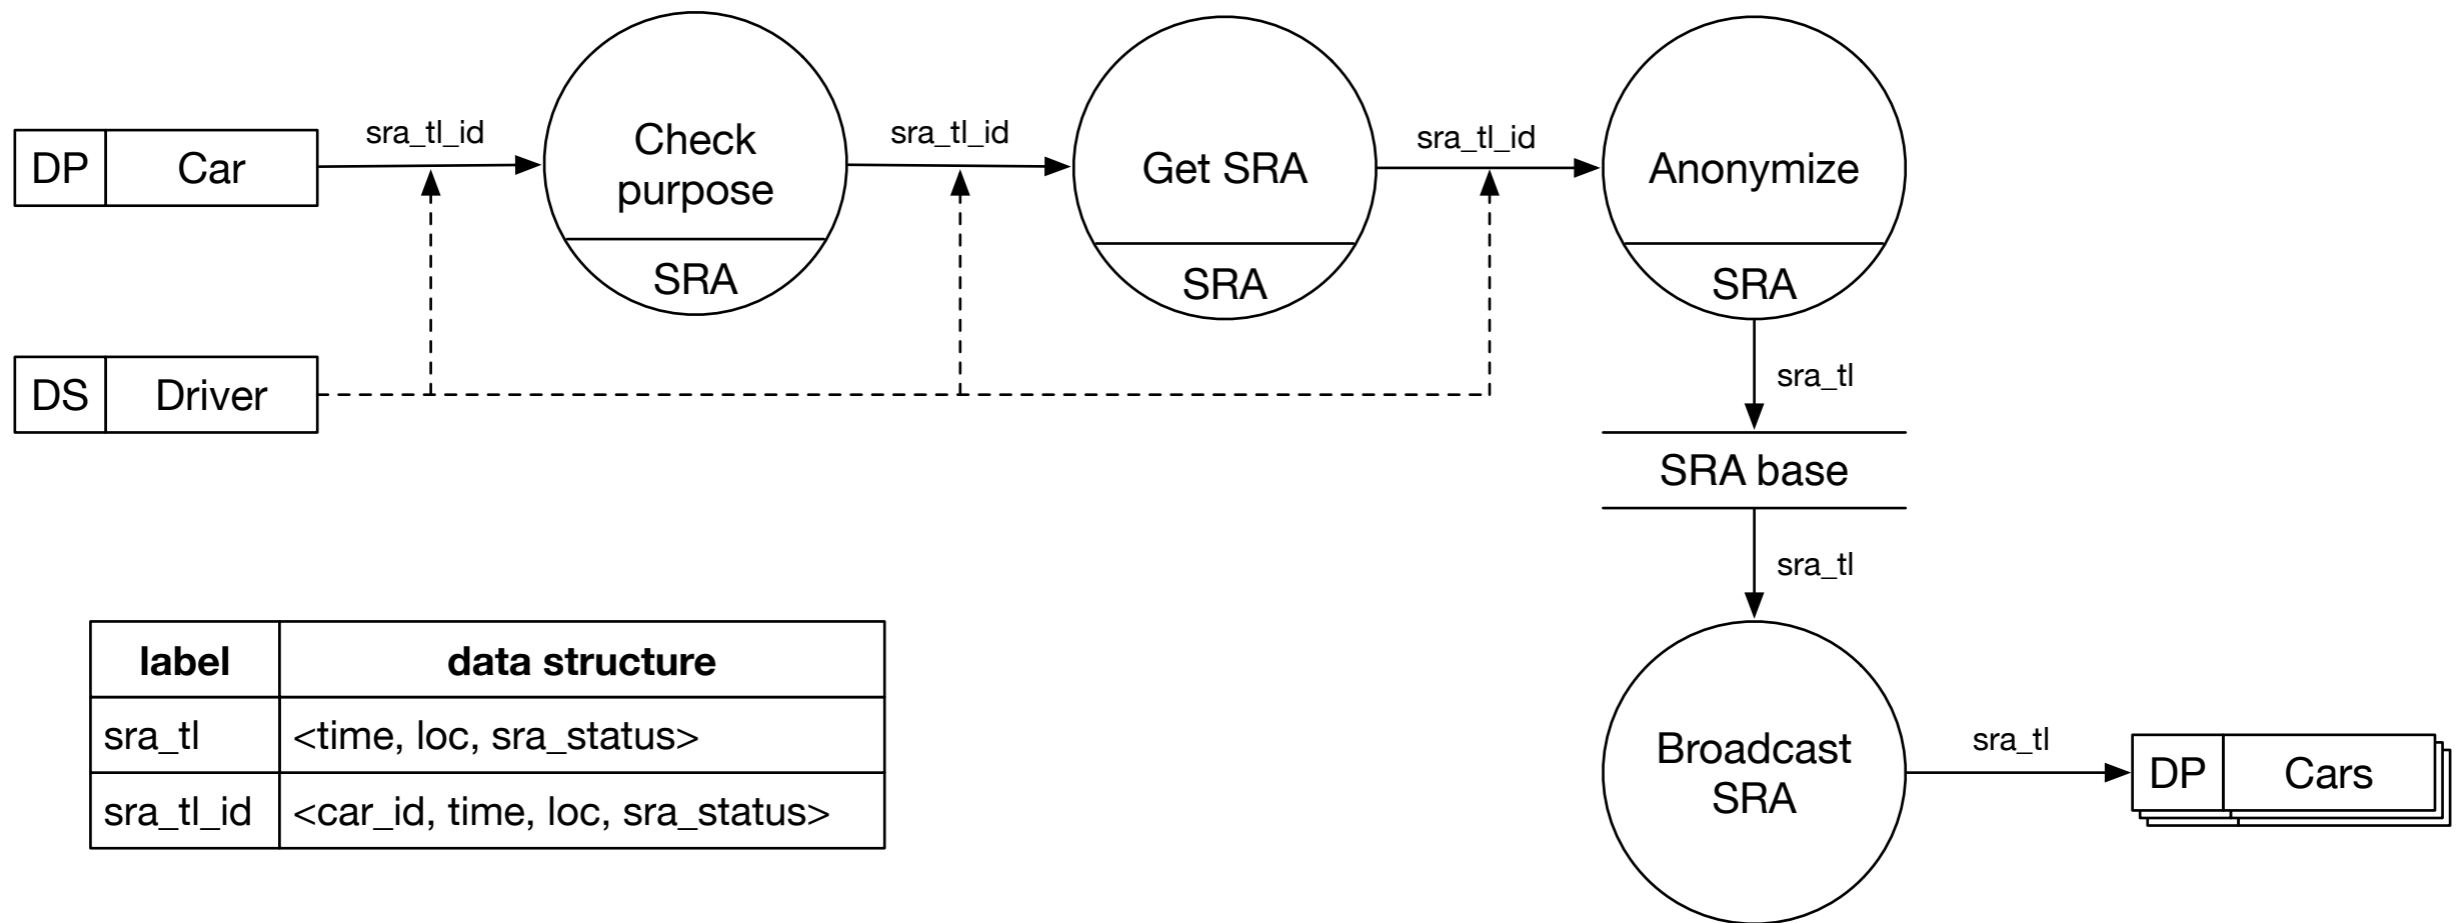 DP Car
sra_tl_id
Check
purpose
SRA
sra_tl_id
Get SRA
SRA
sra_tl_id
Anonymize
SRA
DS Driver
sra_tl
SRA base
sra_tl
Broadcast
SRA
sra_tl
DP Cars
label data structure
sra_tl <time, loc, sra_status>
sra_tl_id <car_id, time, loc, sra_status>